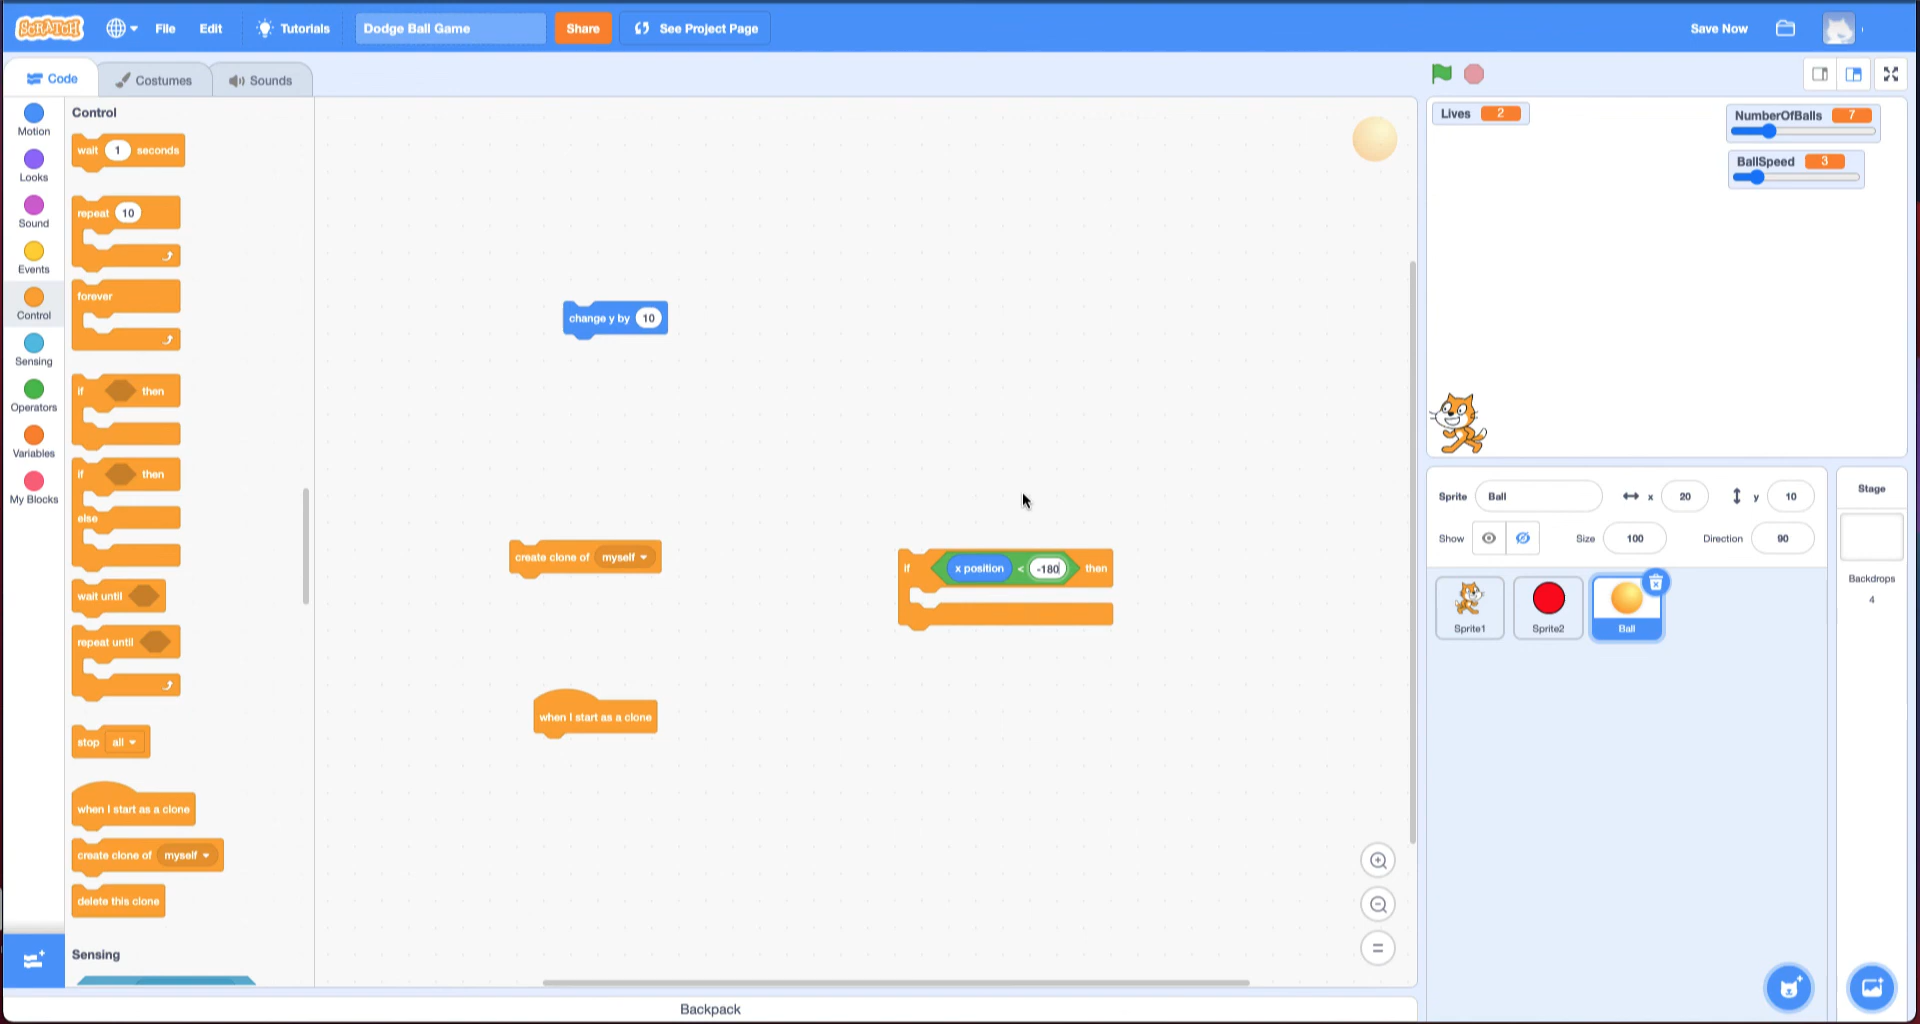 SCRATCH File Edit Tutorials Dodge Ball Game Share See Project Page Save Now
Code Costumes Sounds
Motion
Looks
Sound
Events
Control
Sensing
Operators
Variables
My Blocks
Control
wait 1 seconds
repeat 10
forever
if then
if then
else
wait until
repeat until
stop all
when I start as a clone
create clone of myself
delete this clone
Sensing
change y by 10
create clone of myself
when I start as a clone
if x position < -180 then
Lives 2
NumberOfBalls 7
BallSpeed 3
Sprite Ball x 20 y 10
Show Size 100 Direction 90
Sprite1 Sprite2 Ball
Stage
Backdrops
4
Backpack